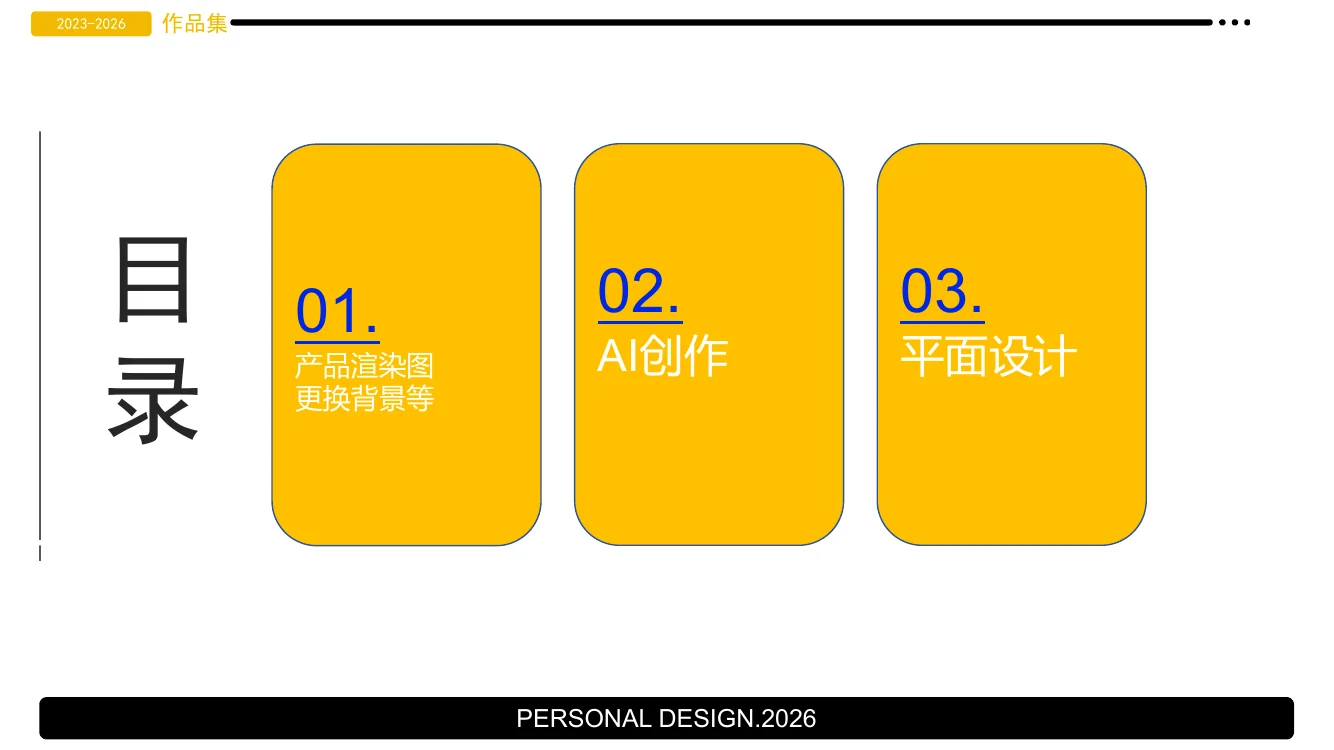 2023-2026 作品集
目
录
01.
产品渲染图
更换背景等
02.
AI创作
03.
平面设计
PERSONAL DESIGN.2026